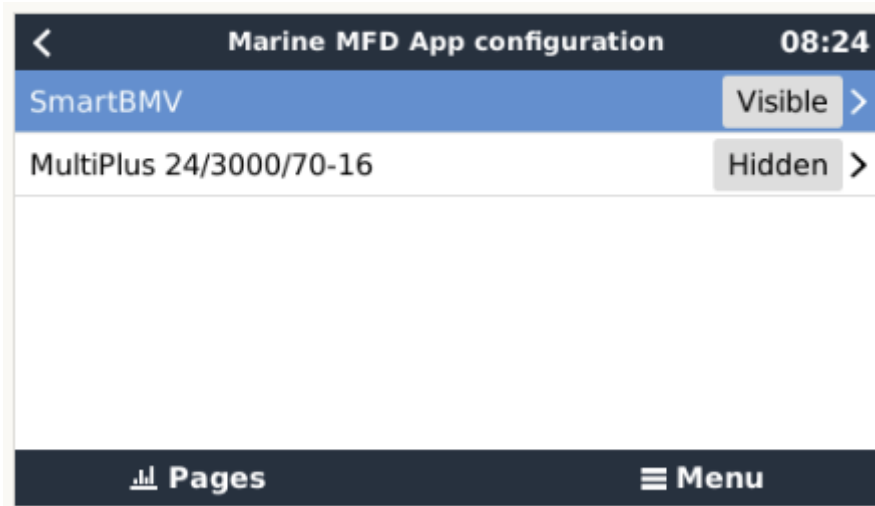 Marine MFD App configuration 08:24
SmartBMV Visible
MultiPlus 24/3000/70-16 Hidden
Pages Menu